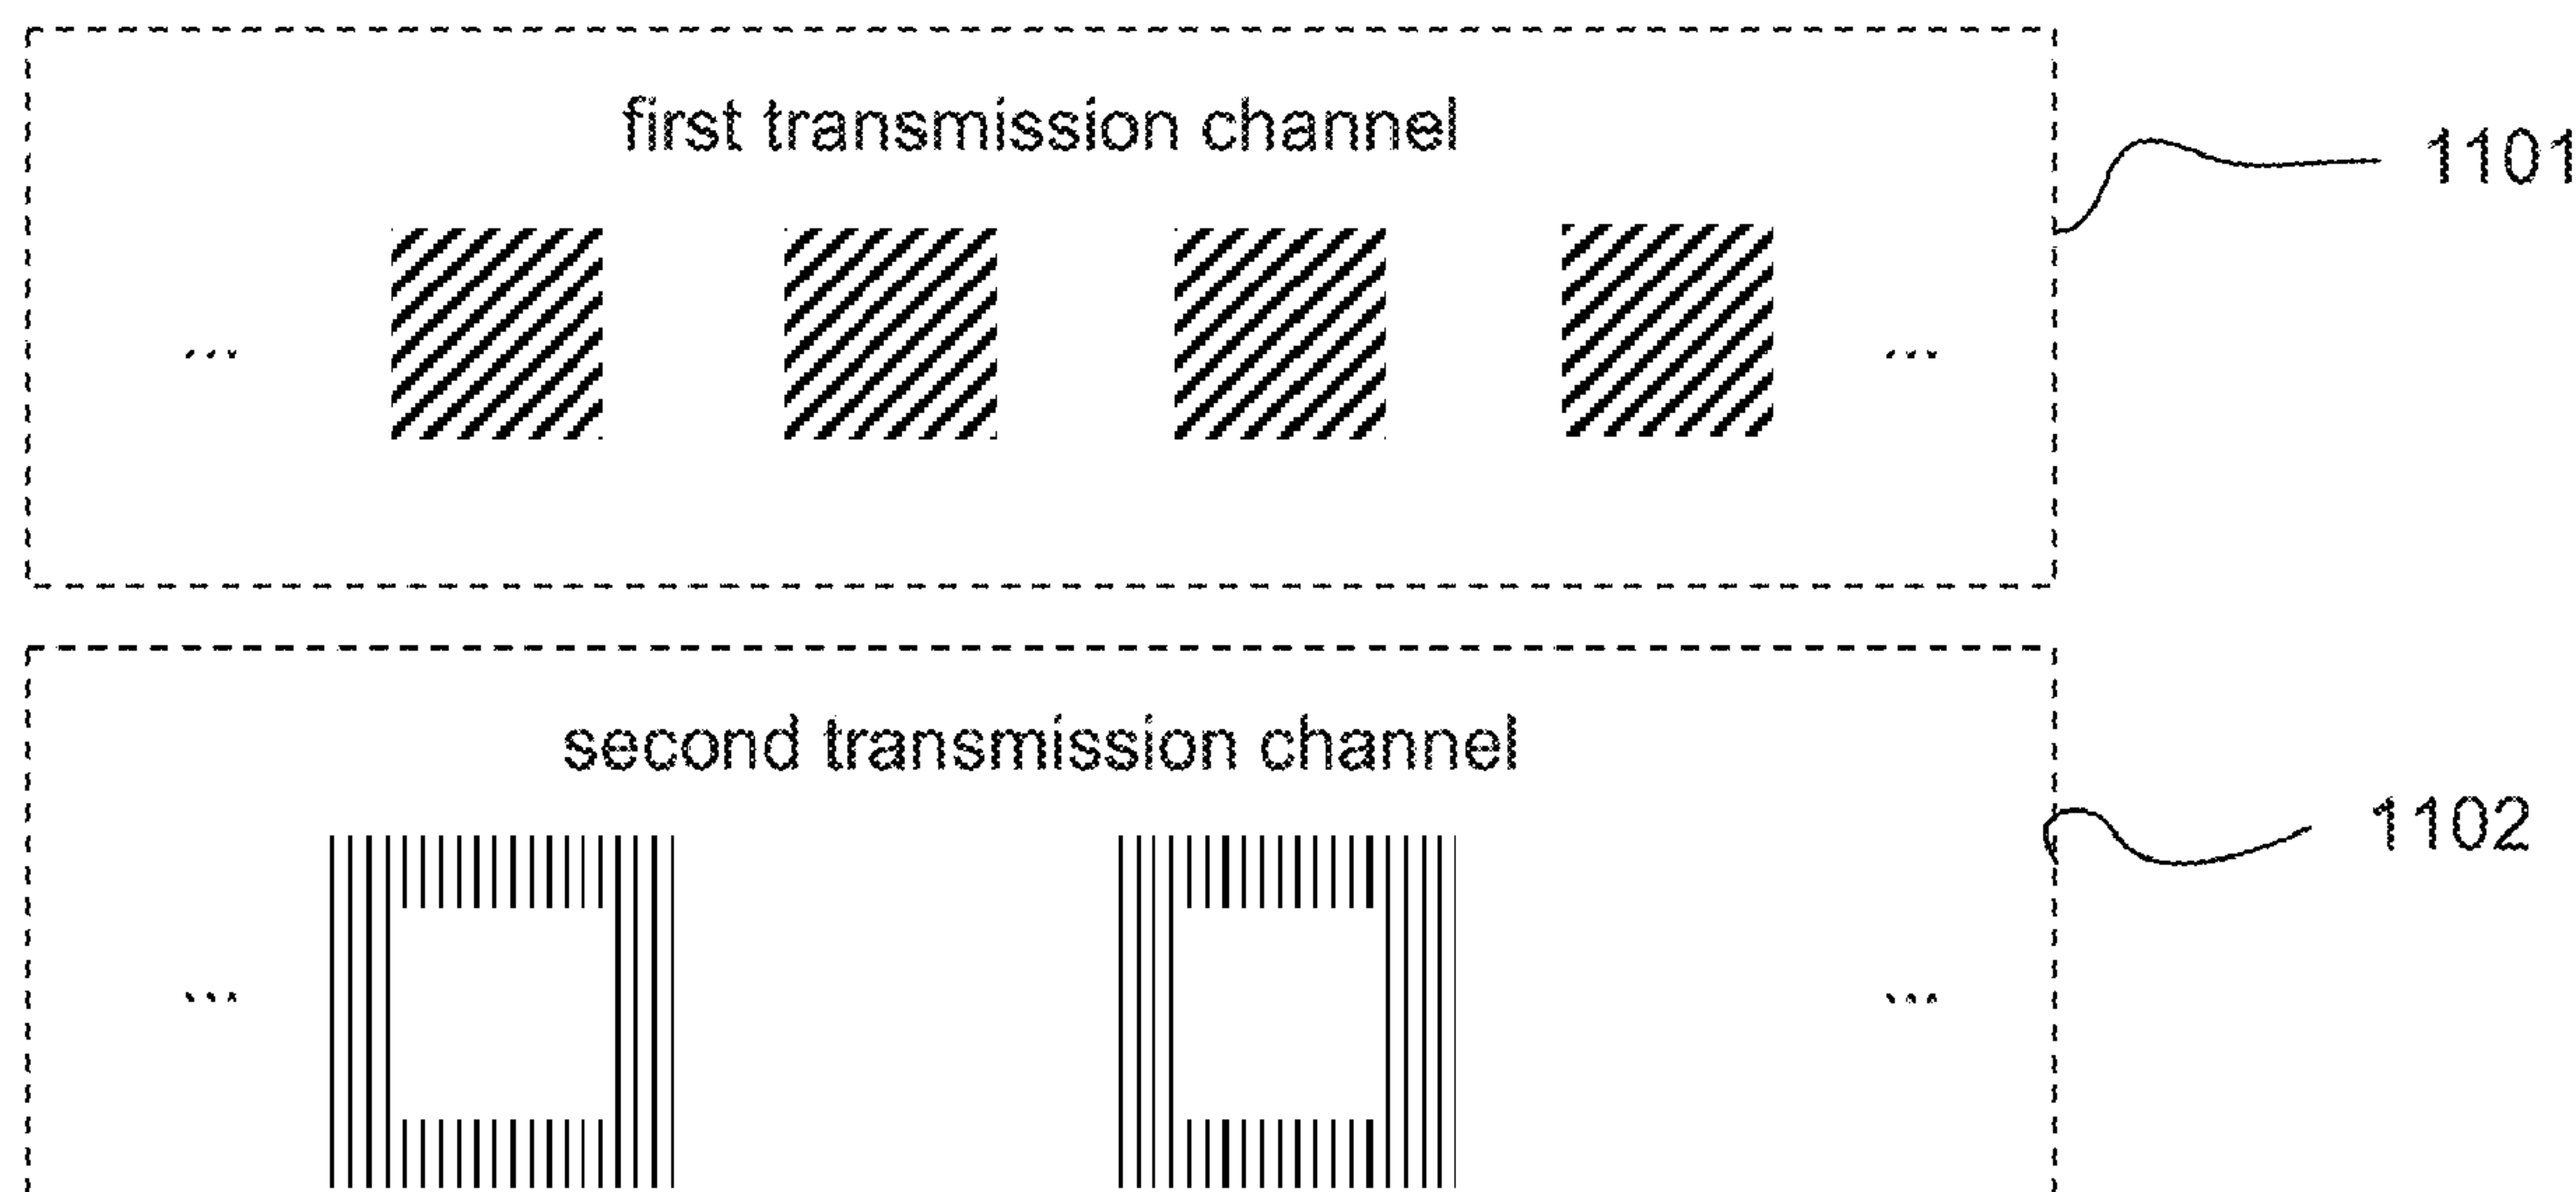 first transmission channel
1101
... ...
second transmission channel
1102
... ...